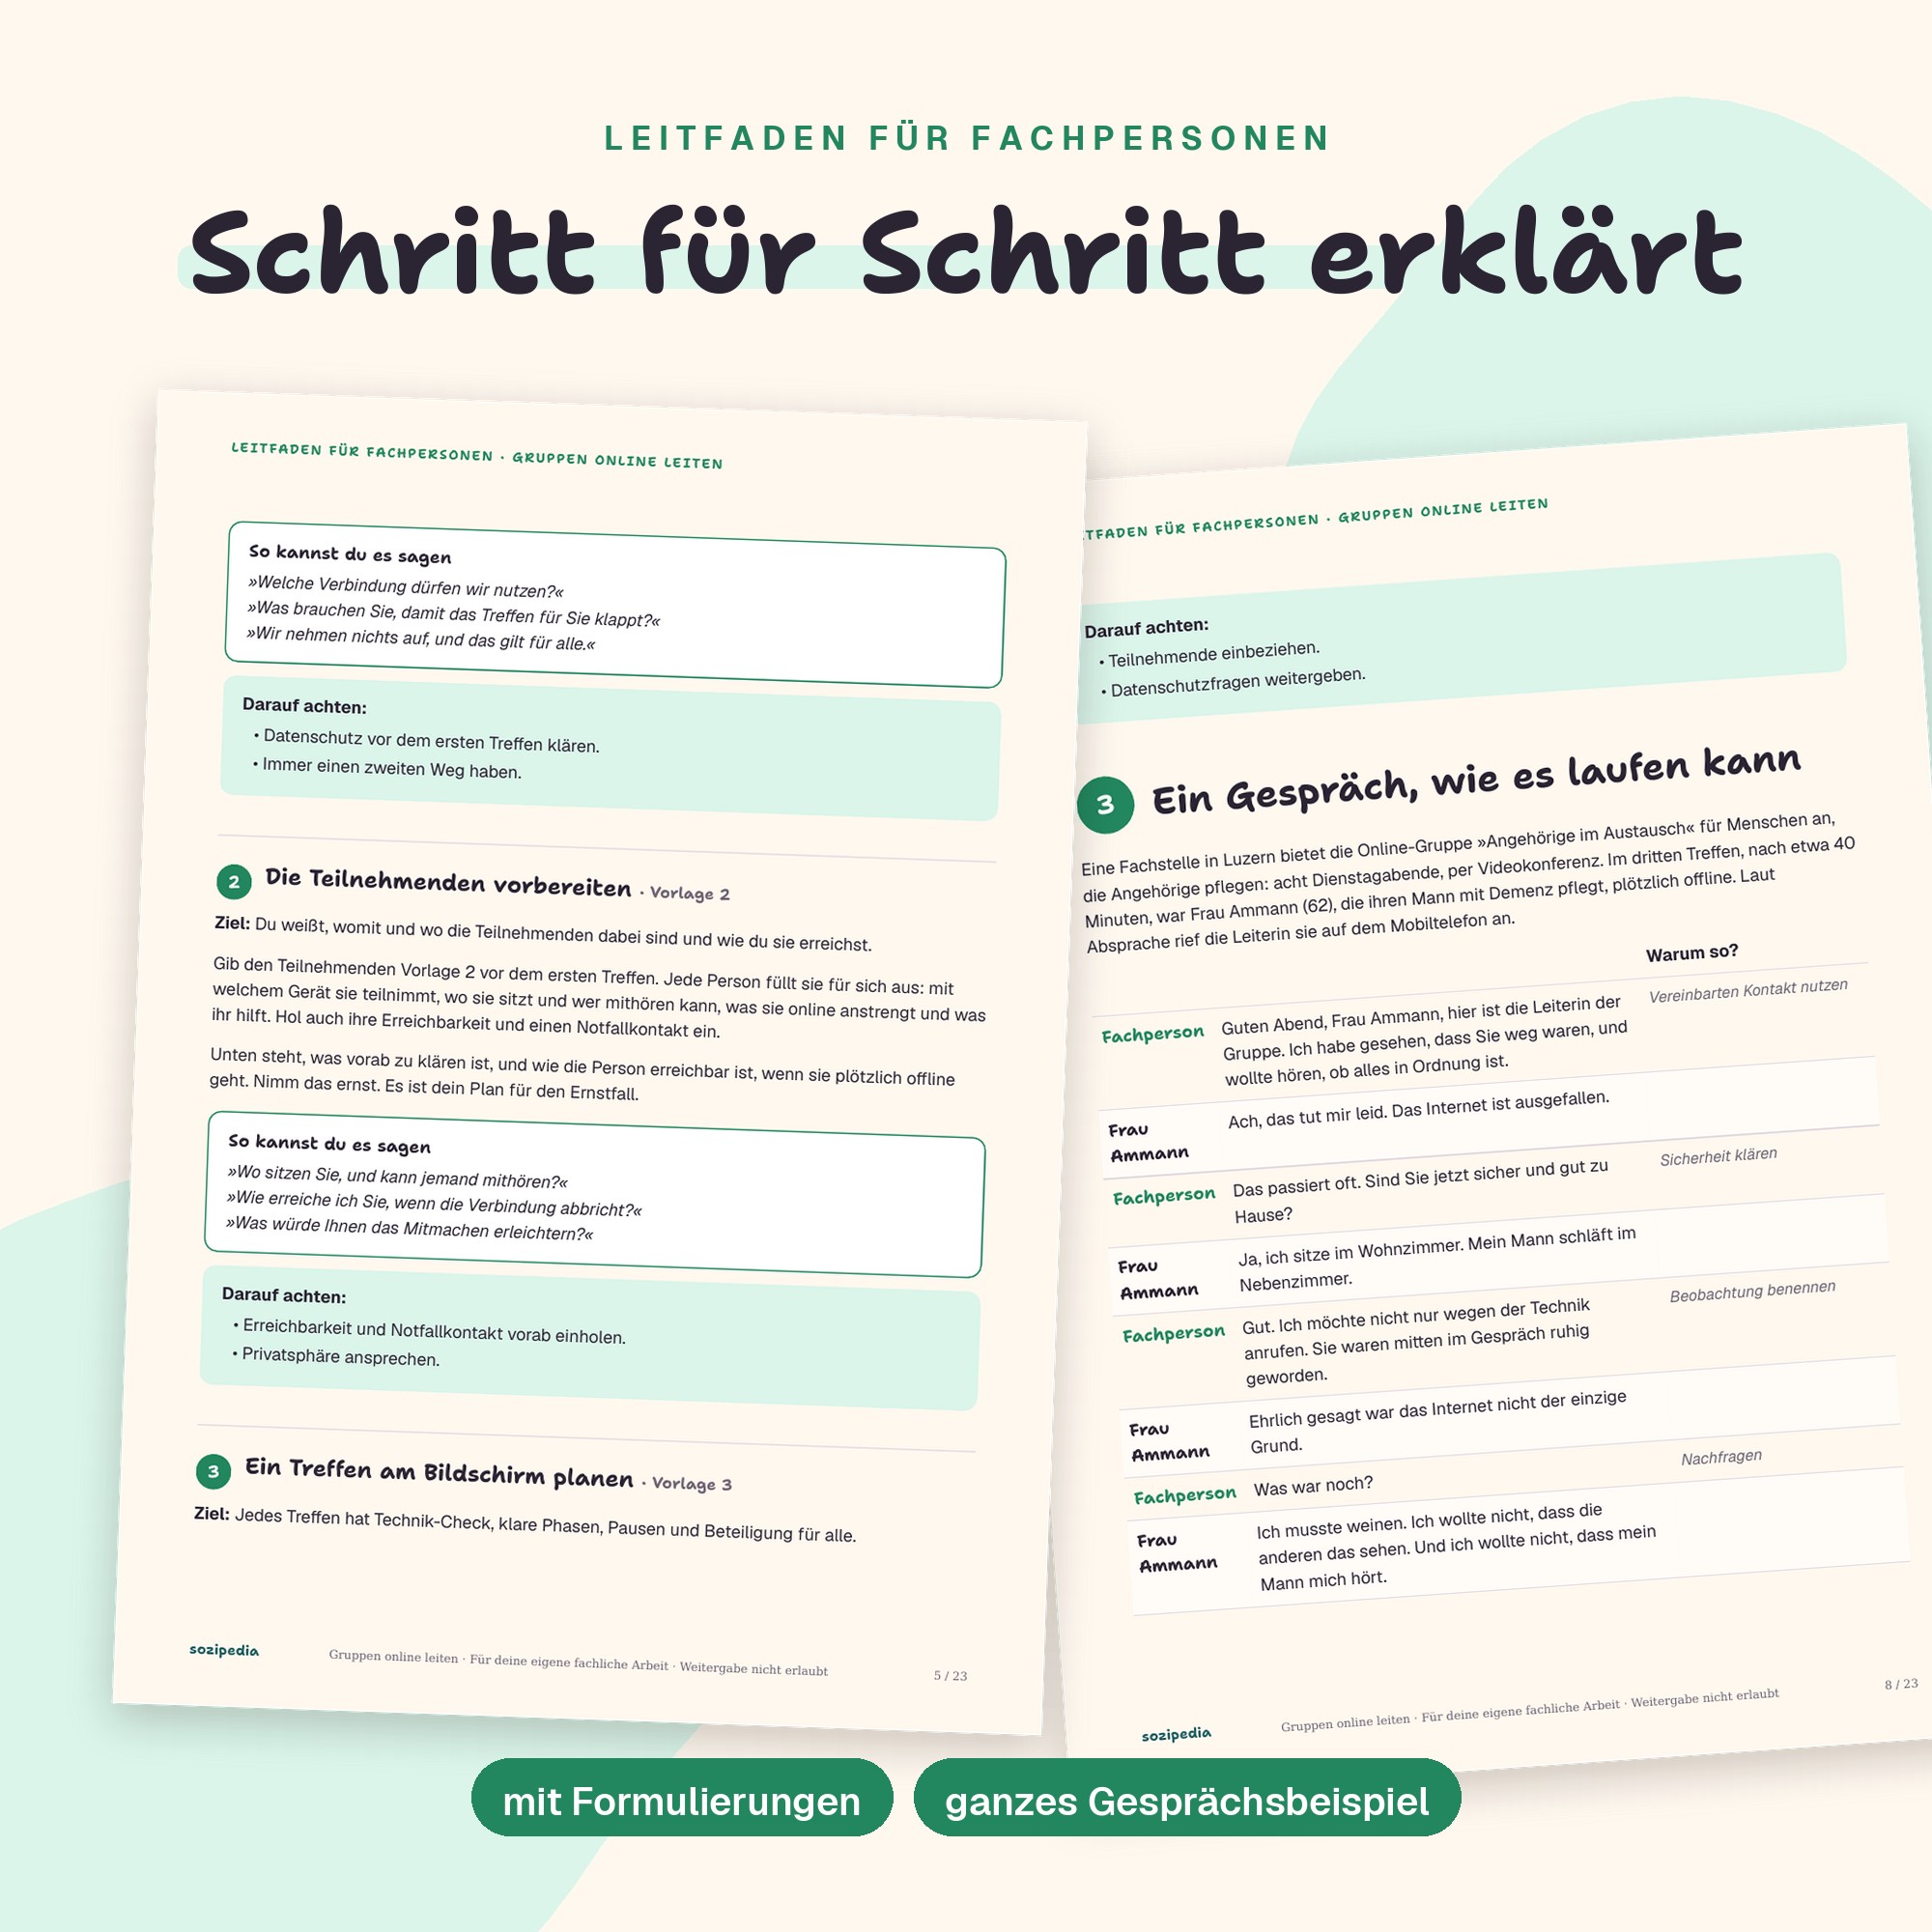 LEITFADEN FÜR FACHPERSONEN
Schritt für Schritt erklärt
LEITFADEN FÜR FACHPERSONEN · GRUPPEN ONLINE LEITEN
So kannst du es sagen
»Welche Verbindung dürfen wir nutzen?«
»Was brauchen Sie, damit das Treffen für Sie klappt?«
»Wir nehmen nichts auf, und das gilt für alle.«
Darauf achten:
• Datenschutz vor dem ersten Treffen klären.
• Immer einen zweiten Weg haben.
2 Die Teilnehmenden vorbereiten · Vorlage 2
Ziel: Du weißt, womit und wo die Teilnehmenden dabei sind und wie du sie erreichst.
Gib den Teilnehmenden Vorlage 2 vor dem ersten Treffen. Jede Person füllt sie für sich aus: mit
welchem Gerät sie teilnimmt, wo sie sitzt und wer mithören kann, was sie online anstrengt und was
ihr hilft. Hol auch ihre Erreichbarkeit und einen Notfallkontakt ein.
Unten steht, was vorab zu klären ist, und wie die Person erreichbar ist, wenn sie plötzlich offline
geht. Nimm das ernst. Es ist dein Plan für den Ernstfall.
So kannst du es sagen
»Wo sitzen Sie, und kann jemand mithören?«
»Wie erreiche ich Sie, wenn die Verbindung abbricht?«
»Was würde Ihnen das Mitmachen erleichtern?«
Darauf achten:
• Erreichbarkeit und Notfallkontakt vorab einholen.
• Privatsphäre ansprechen.
3 Ein Treffen am Bildschirm planen · Vorlage 3
Ziel: Jedes Treffen hat Technik-Check, klare Phasen, Pausen und Beteiligung für alle.
sozipedia Gruppen online leiten · Für deine eigene fachliche Arbeit · Weitergabe nicht erlaubt 5 / 23
TFADEN FÜR FACHPERSONEN · GRUPPEN ONLINE LEITEN
Darauf achten:
• Teilnehmende einbeziehen.
• Datenschutzfragen weitergeben.
3 Ein Gespräch, wie es laufen kann
Eine Fachstelle in Luzern bietet die Online-Gruppe »Angehörige im Austausch« für Menschen an,
die Angehörige pflegen: acht Dienstagabende, per Videokonferenz. Im dritten Treffen, nach etwa 40
Minuten, war Frau Ammann (62), die ihren Mann mit Demenz pflegt, plötzlich offline. Laut
Absprache rief die Leiterin sie auf dem Mobiltelefon an.
Warum so?
Fachperson Guten Abend, Frau Ammann, hier ist die Leiterin der Vereinbarten Kontakt nutzen
Gruppe. Ich habe gesehen, dass Sie weg waren, und
wollte hören, ob alles in Ordnung ist.
Frau Ach, das tut mir leid. Das Internet ist ausgefallen.
Ammann
Fachperson Das passiert oft. Sind Sie jetzt sicher und gut zu Sicherheit klären
Hause?
Frau Ja, ich sitze im Wohnzimmer. Mein Mann schläft im
Ammann Nebenzimmer.
Fachperson Gut. Ich möchte nicht nur wegen der Technik Beobachtung benennen
anrufen. Sie waren mitten im Gespräch ruhig
geworden.
Frau Ehrlich gesagt war das Internet nicht der einzige
Ammann Grund.
Fachperson Was war noch? Nachfragen
Frau Ich musste weinen. Ich wollte nicht, dass die
Ammann anderen das sehen. Und ich wollte nicht, dass mein
Mann mich hört.
sozipedia Gruppen online leiten · Für deine eigene fachliche Arbeit · Weitergabe nicht erlaubt 8 / 23
mit Formulierungen
ganzes Gesprächsbeispiel